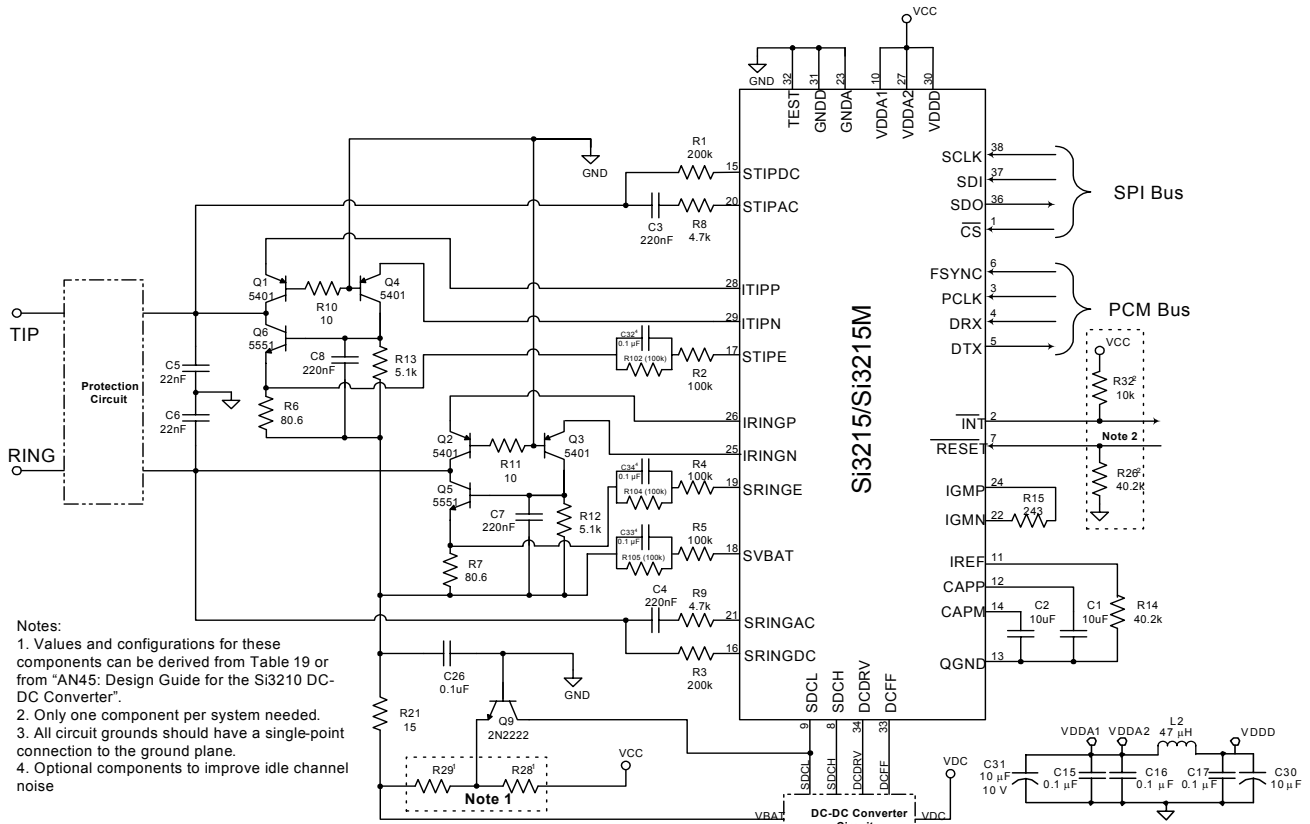 VCC
GND
TEST
32
GNDD
31
GNDA
23
VDDA1
10
VDDA2
27
VDDD
30
R1
200k
15
STIPDC
GND
20
STIPAC
C3
220nF
R8
4.7k
SCLK
38
SDI
37
SDO
36
CS
1
SPI Bus
FSYNC
6
PCLK
3
DRX
4
DTX
5
PCM Bus
Q1
5401
R10
10
Q4
5401
28
ITIPP
29
ITIPN
TIP
Q6
5551
C8
220nF
R13
5.1k
C32⁴
0.1 µF
R102 (100k)
R2
100k
17
STIPE
Si3215/Si3215M
VCC
R32²
10k
C5
22nF
Protection
Circuit
C6
22nF
R6
80.6
26
IRINGP
INT
2
Note 2
RING
Q2
5401
R11
10
Q3
5401
25
IRINGN
RESET
7
R26²
40.2k
Q5
5551
C7
220nF
R12
5.1k
C34⁴
0.1 µF
R104 (100k)
R4
100k
19
SRINGE
IGMP
24
R15
243
IGMN
22
C33⁴
0.1 µF
R105 (100k)
R5
100k
18
SVBAT
R7
80.6
IREF
11
CAPP
12
CAPM
14
C2
10uF
C1
10uF
R14
40.2k
QGND
13
C4
220nF
R9
4.7k
21
SRINGAC
16
SRINGDC
R3
200k
Notes:
1. Values and configurations for these
components can be derived from Table 19 or
from “AN45: Design Guide for the Si3210 DC-
DC Converter”.
2. Only one component per system needed.
3. All circuit grounds should have a single-point
connection to the ground plane.
4. Optional components to improve idle channel
noise
C26
0.1uF
GND
R21
15
Q9
2N2222
SDCL
9
SDCH
8
DCDRV
34
DCFF
33
R29¹
R28¹
VCC
Note 1
SDCL
SDCH
DCDRV
DCFF
VDC
VBAT
DC-DC Converter
Circuit
VDC
VDDA1
VDDA2
L2
47 µH
VDDD
C31
10 µF
10 V
C15
0.1 µF
C16
0.1 µF
C17
0.1 µF
C30
10 µF